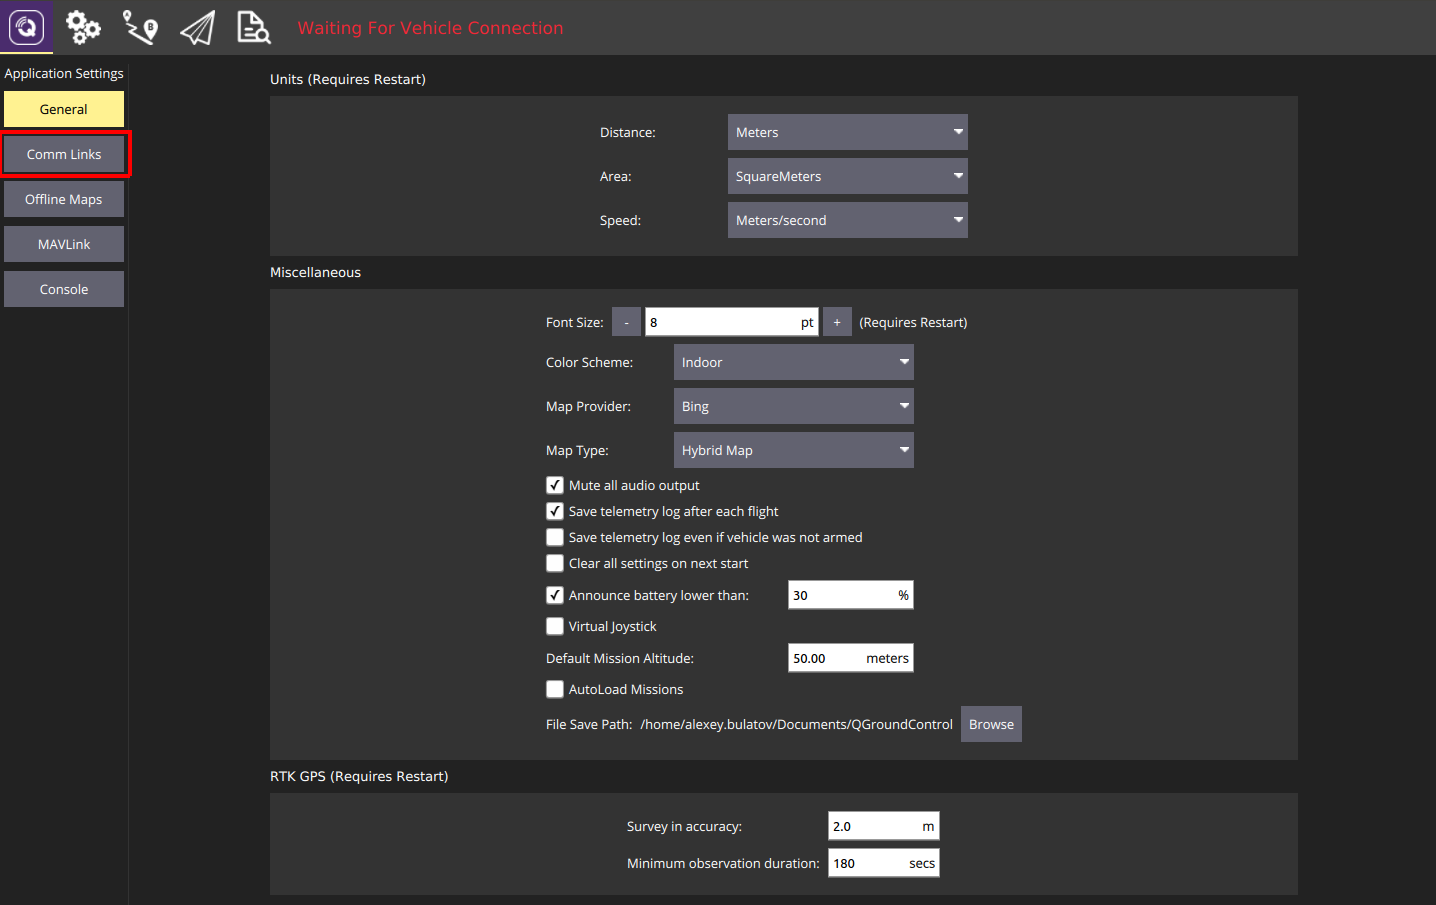 Waiting For Vehicle Connection
Application Settings
General
Comm Links
Offline Maps
MAVLink
Console
Units (Requires Restart)
Distance: Meters
Area: SquareMeters
Speed: Meters/second
Miscellaneous
Font Size: - 8 pt + (Requires Restart)
Color Scheme: Indoor
Map Provider: Bing
Map Type: Hybrid Map
Mute all audio output
Save telemetry log after each flight
Save telemetry log even if vehicle was not armed
Clear all settings on next start
Announce battery lower than: 30 %
Virtual Joystick
Default Mission Altitude: 50.00 meters
AutoLoad Missions
File Save Path: /home/alexey.bulatov/Documents/QGroundControl Browse
RTK GPS (Requires Restart)
Survey in accuracy: 2.0 m
Minimum observation duration: 180 secs